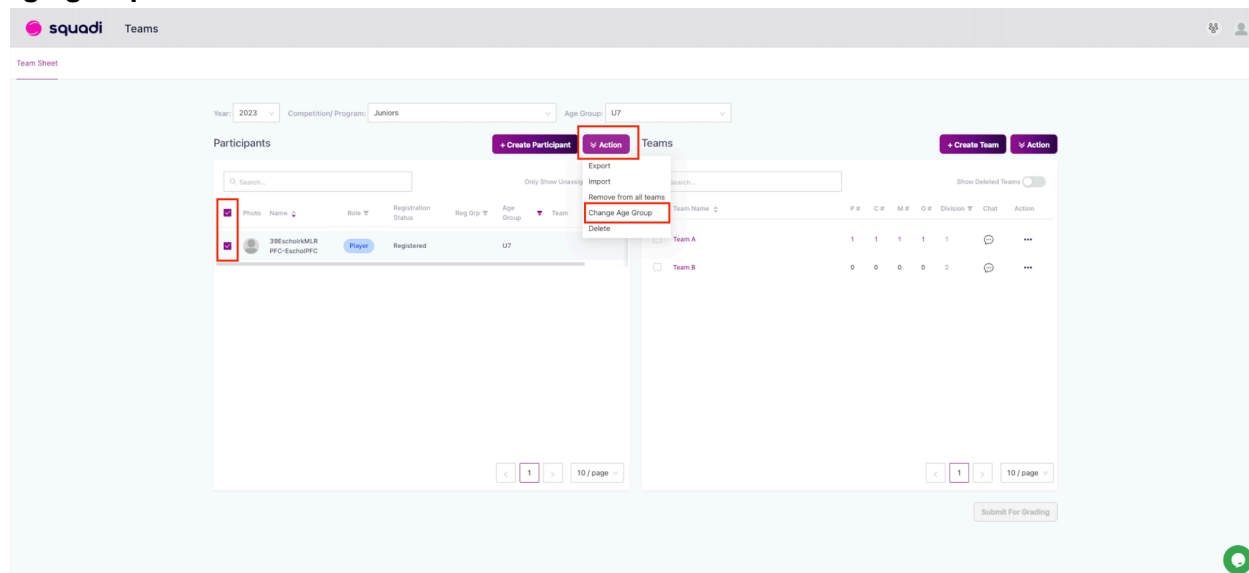 squadi Teams
Team Sheet
Year: 2023 Competition/ Program: Juniors Age Group: U7
Participants + Create Participant Action Teams + Create Team Action
Export
Search... Only Show Unassig Import Search... Show Deleted Teams
Remove from all teams
Photo Name Role Registration Status Reg Grp Age Group Team Change Age Group Team Name P # C # M # O # Division Chat Action
Delete
39EscholrkMLR PFC-EscholPFC Player Registered U7 Team A 1 1 1 1 1
Team B 0 0 0 0 2
1 10 / page 1 10 / page
Submit For Grading